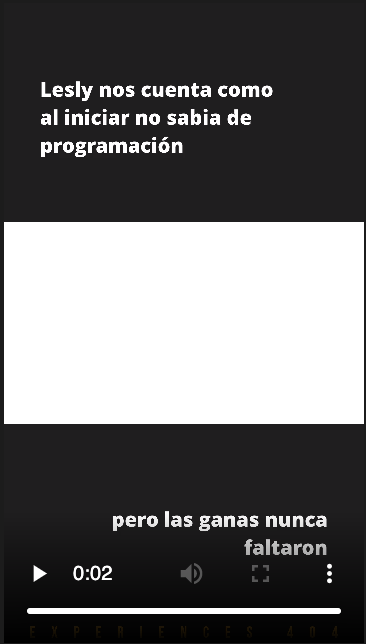 Lesly nos cuenta como
al iniciar no sabia de
programación
pero las ganas nunca
faltaron
0:02
EXPERIENCES 404